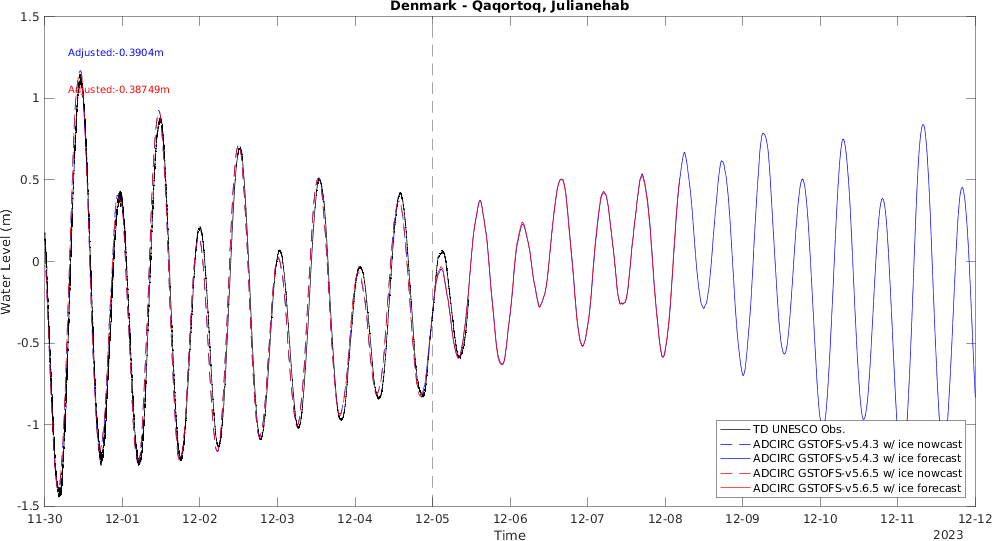 Denmark - Qaqortoq, Julianehab
Adjusted:-0.3904m
Adjusted:-0.38749m
Water Level (m)
1.5
1
0.5
0
-0.5
-1
-1.5
TD UNESCO Obs.
ADCIRC GSTOFS-v5.4.3 w/ ice nowcast
ADCIRC GSTOFS-v5.4.3 w/ ice forecast
ADCIRC GSTOFS-v5.6.5 w/ ice nowcast
ADCIRC GSTOFS-v5.6.5 w/ ice forecast
11-30 12-01 12-02 12-03 12-04 12-05 12-06 12-07 12-08 12-09 12-10 12-11 12-12
Time
2023